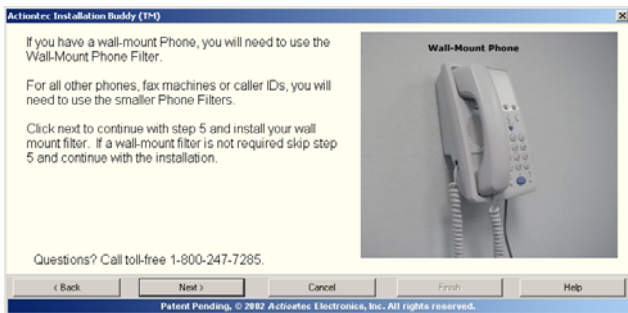 Actiontec Installation Buddy (TM)
If you have a wall-mount Phone, you will need to use the
Wall-Mount Phone Filter.
For all other phones, fax machines or caller IDs, you will
need to use the smaller Phone Filters.
Click next to continue with step 5 and install your wall
mount filter. If a wall-mount filter is not required skip step
5 and continue with the installation.
Wall-Mount Phone
Questions? Call toll-free 1-800-247-7285.
< Back Next > Cancel Finish Help
Patent Pending, © 2002 Actiontec Electronics, Inc. All rights reserved.